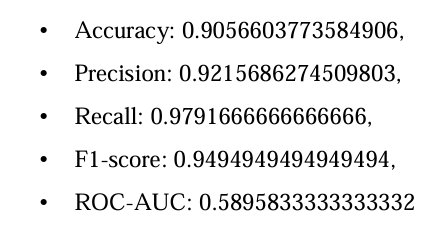 • Accuracy: 0.9056603773584906,
• Precision: 0.9215686274509803,
• Recall: 0.9791666666666666,
• F1-score: 0.9494949494949494,
• ROC-AUC: 0.5895833333333332